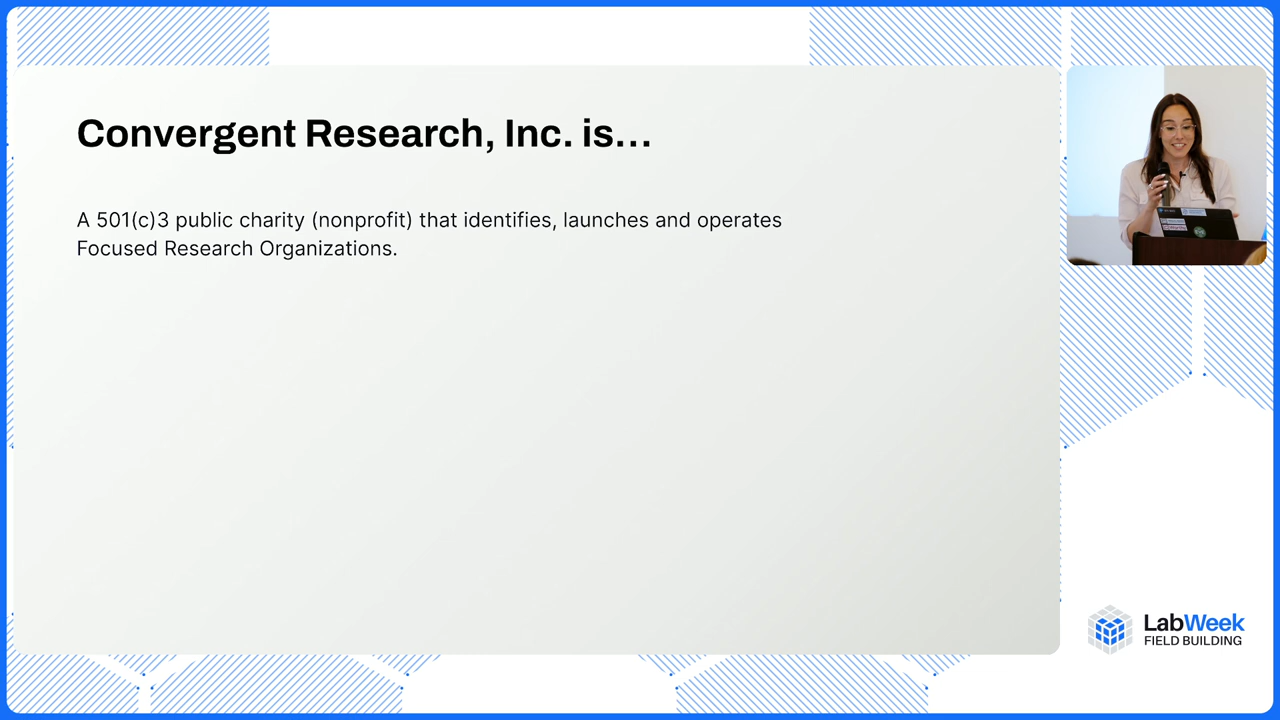 Convergent Research, Inc. is...
A 501(c)3 public charity (nonprofit) that identifies, launches and operates
Focused Research Organizations.
LabWeek
FIELD BUILDING